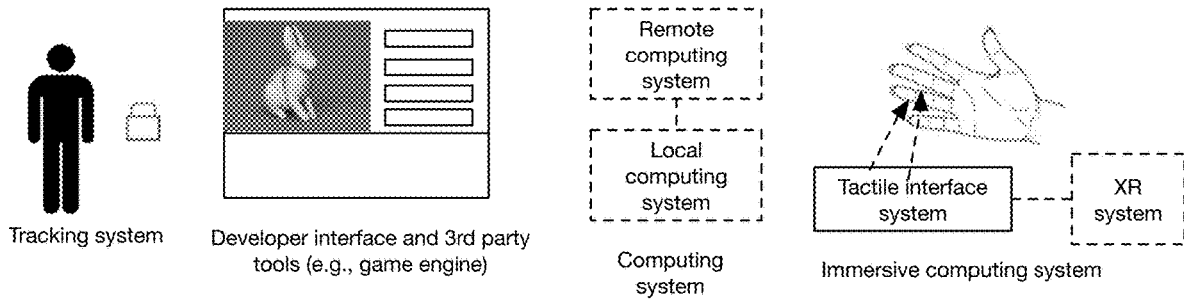 Tracking system
Developer interface and 3rd party
tools (e.g., game engine)
Remote
computing
system
Local
computing
system
Computing
system
Tactile interface
system
XR
system
Immersive computing system